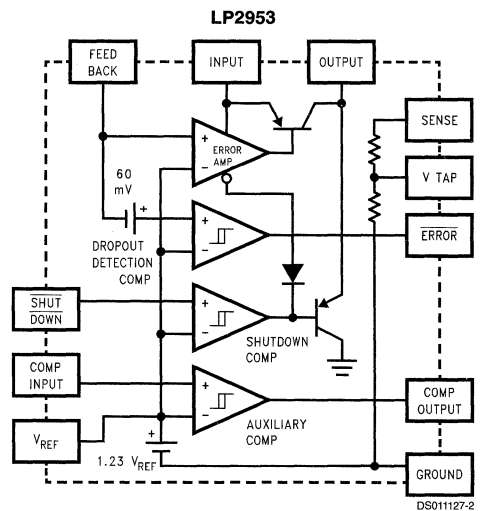 LP2953
FEED
BACK
INPUT
OUTPUT
SENSE
+
ERROR
AMP
−
V TAP
60
mV
+
+
−
DROPOUT
DETECTION
COMP
ERROR
SHUT
DOWN
+
−
SHUTDOWN
COMP
COMP
INPUT
+
−
AUXILIARY
COMP
COMP
OUTPUT
VREF
+
1.23 VREF
GROUND
DS011127-2